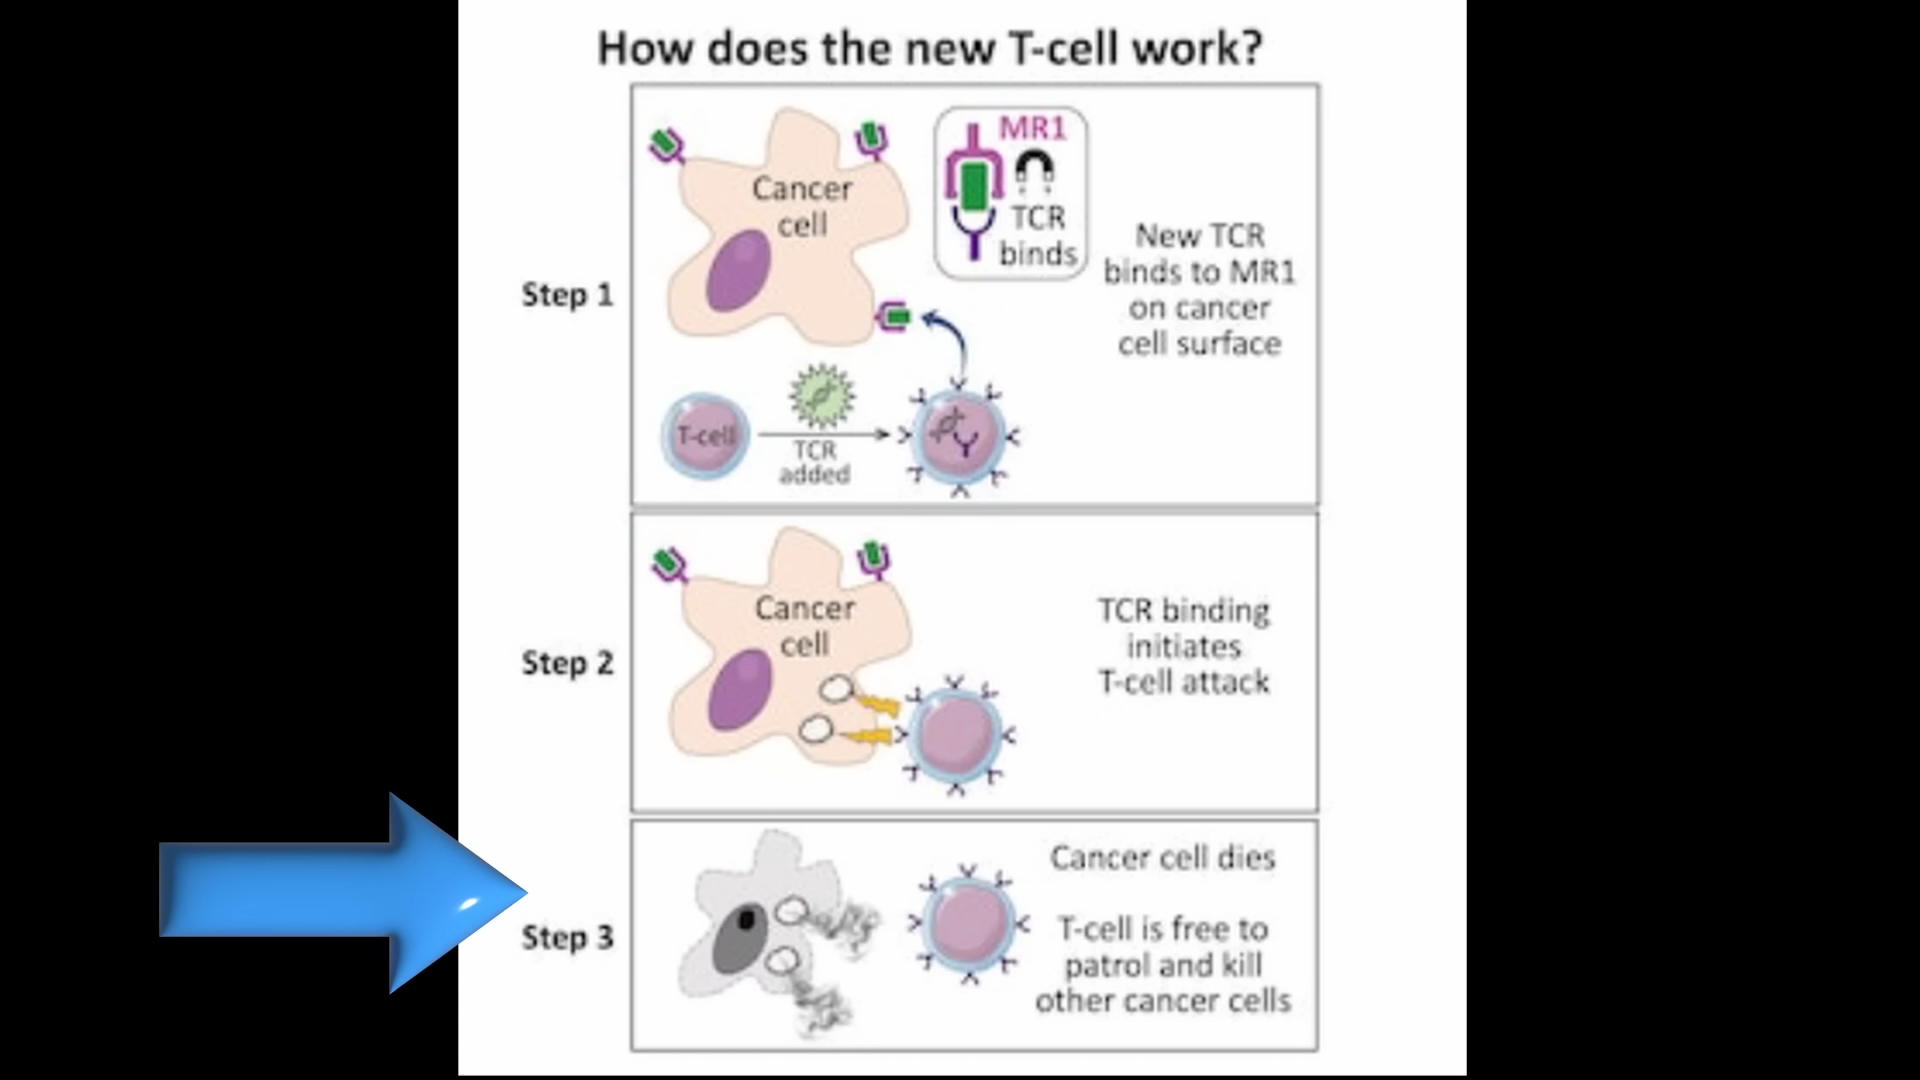 How does the new T-cell work?
Step 1
Cancer
cell
MR1
TCR
binds
New TCR
binds to MR1
on cancer
cell surface
T-cell
TCR
added
Step 2
Cancer
cell
TCR binding
initiates
T-cell attack
Step 3
Cancer cell dies
T-cell is free to
patrol and kill
other cancer cells